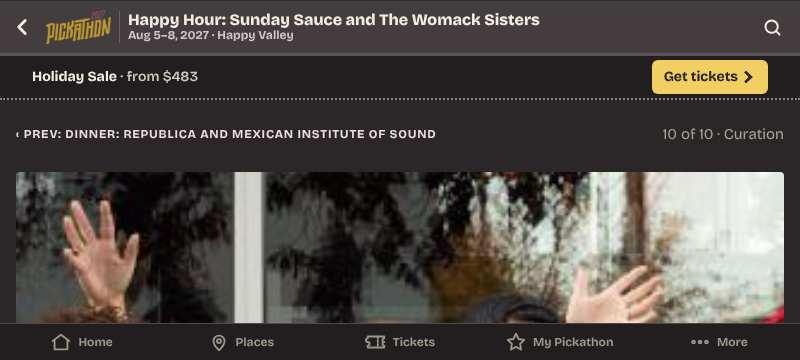 PICKATHON
Happy Hour: Sunday Sauce and The Womack Sisters
Aug 5–8, 2027 · Happy Valley
Holiday Sale · from $483
Get tickets
‹ PREV: DINNER: REPUBLICA AND MEXICAN INSTITUTE OF SOUND
10 of 10 · Curation
Home
Places
Tickets
My Pickathon
More